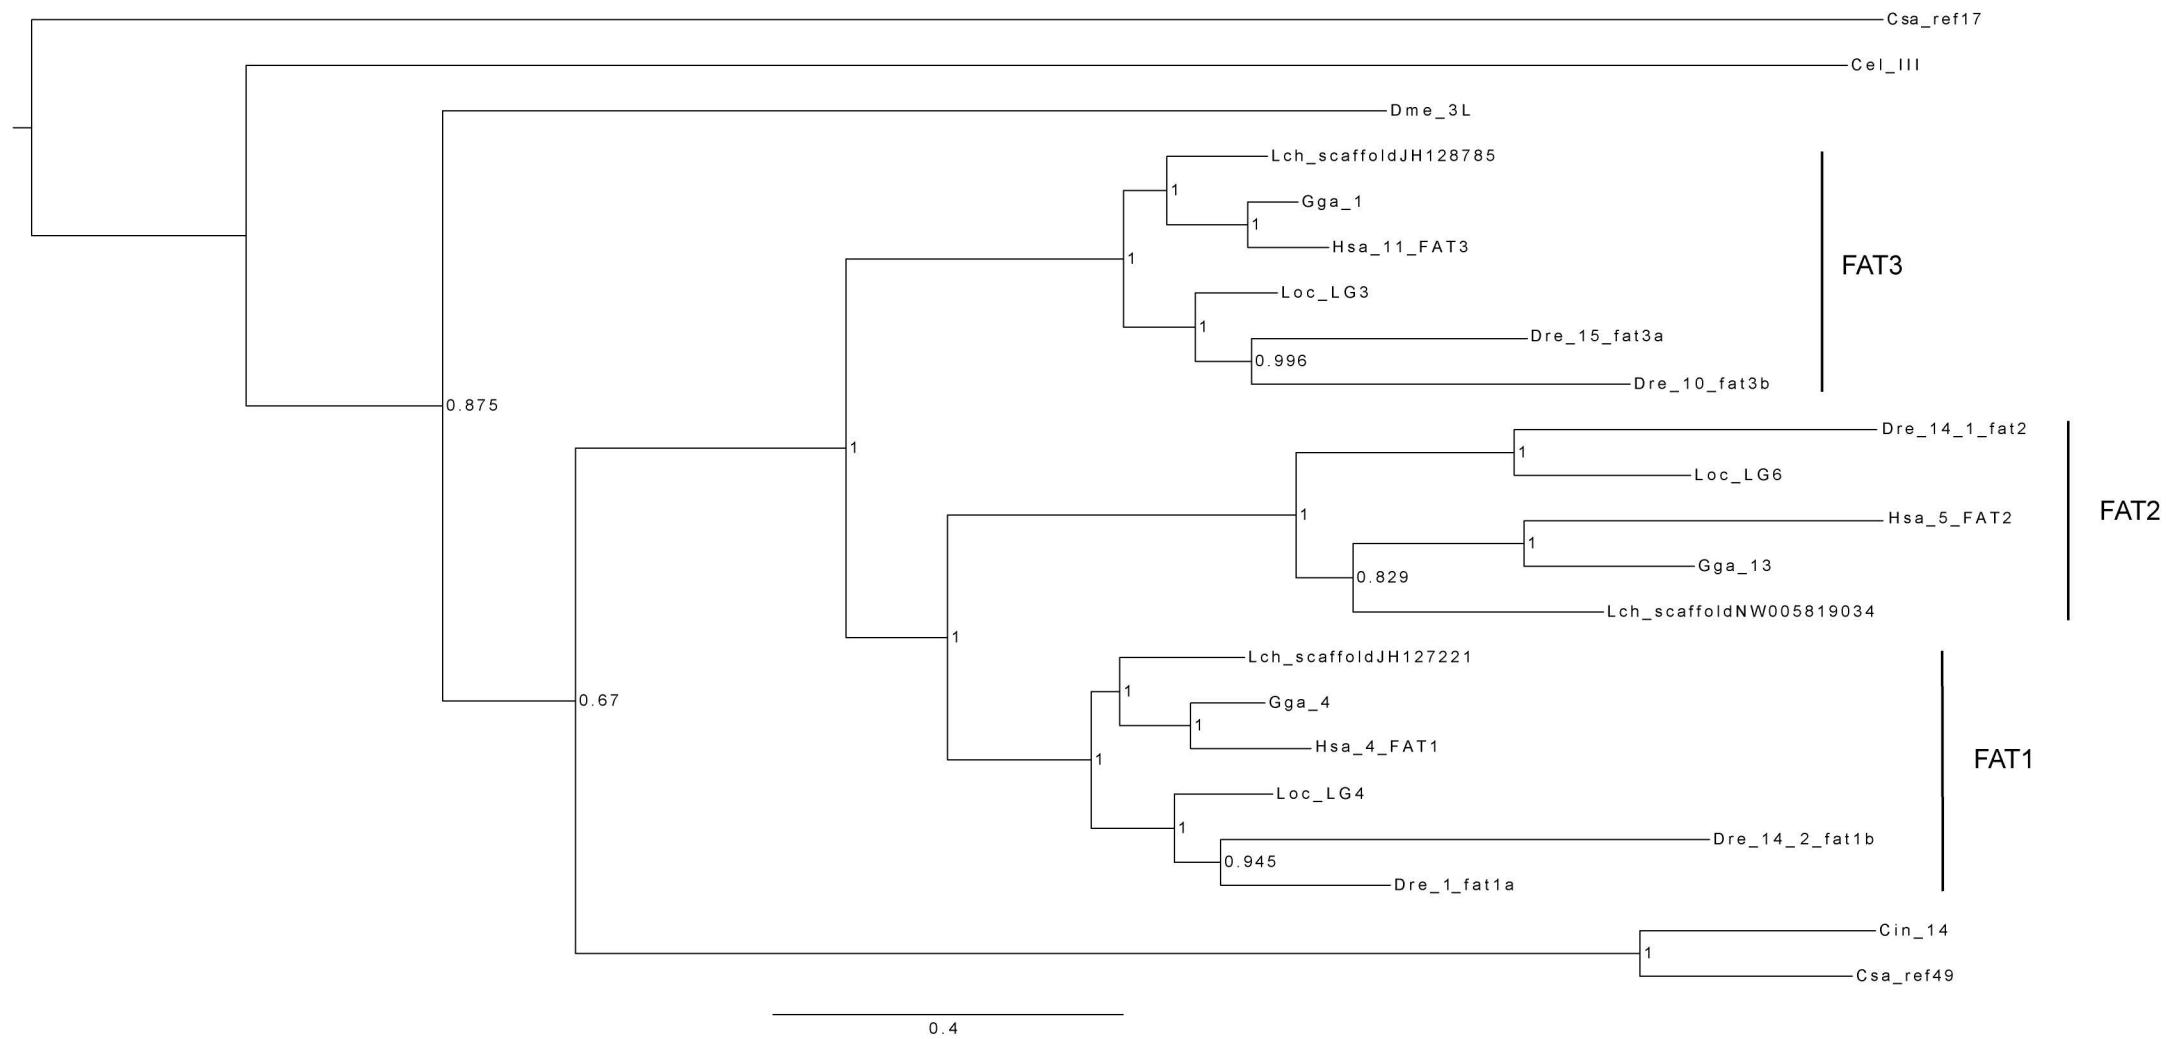 Csa_ref17
Cel_III
Dme_3L
Lch_scaffoldJH128785
1
Gga_1
1
Hsa_11_FAT3
1
FAT3
Loc_LG3
1
Dre_15_fat3a
0.996
Dre_10_fat3b
0.875
Dre_14_1_fat2
1
1
Loc_LG6
1
FAT2
Hsa_5_FAT2
1
Gga_13
0.829
Lch_scaffoldNW005819034
1
Lch_scaffoldJH127221
1
0.67
Gga_4
1
Hsa_4_FAT1
1
FAT1
Loc_LG4
1
Dre_14_2_fat1b
0.945
Dre_1_fat1a
Cin_14
1
Csa_ref49
0.4